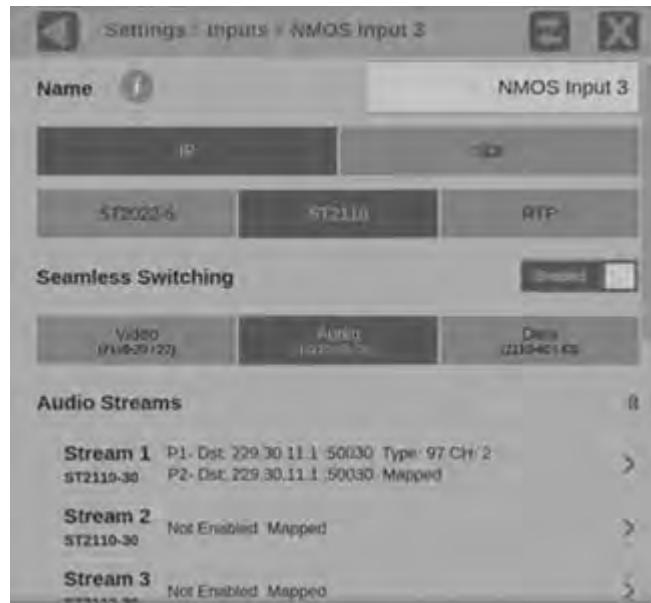 Settings : Inputs : NMOS Input 3
Name i
NMOS Input 3
IP
ST2022-6 ST2110 RTP
Seamless Switching
Enabled
Video Audio Data
Audio Streams 8
Stream 1 P1- Dst: 229.30.11.1 :50030 Type: 97 CH: 2
ST2110-30 P2- Dst: 229.30.11.1 :50030 Mapped
Stream 2 Not Enabled Mapped
ST2110-30
Stream 3 Not Enabled Mapped
ST2110-30